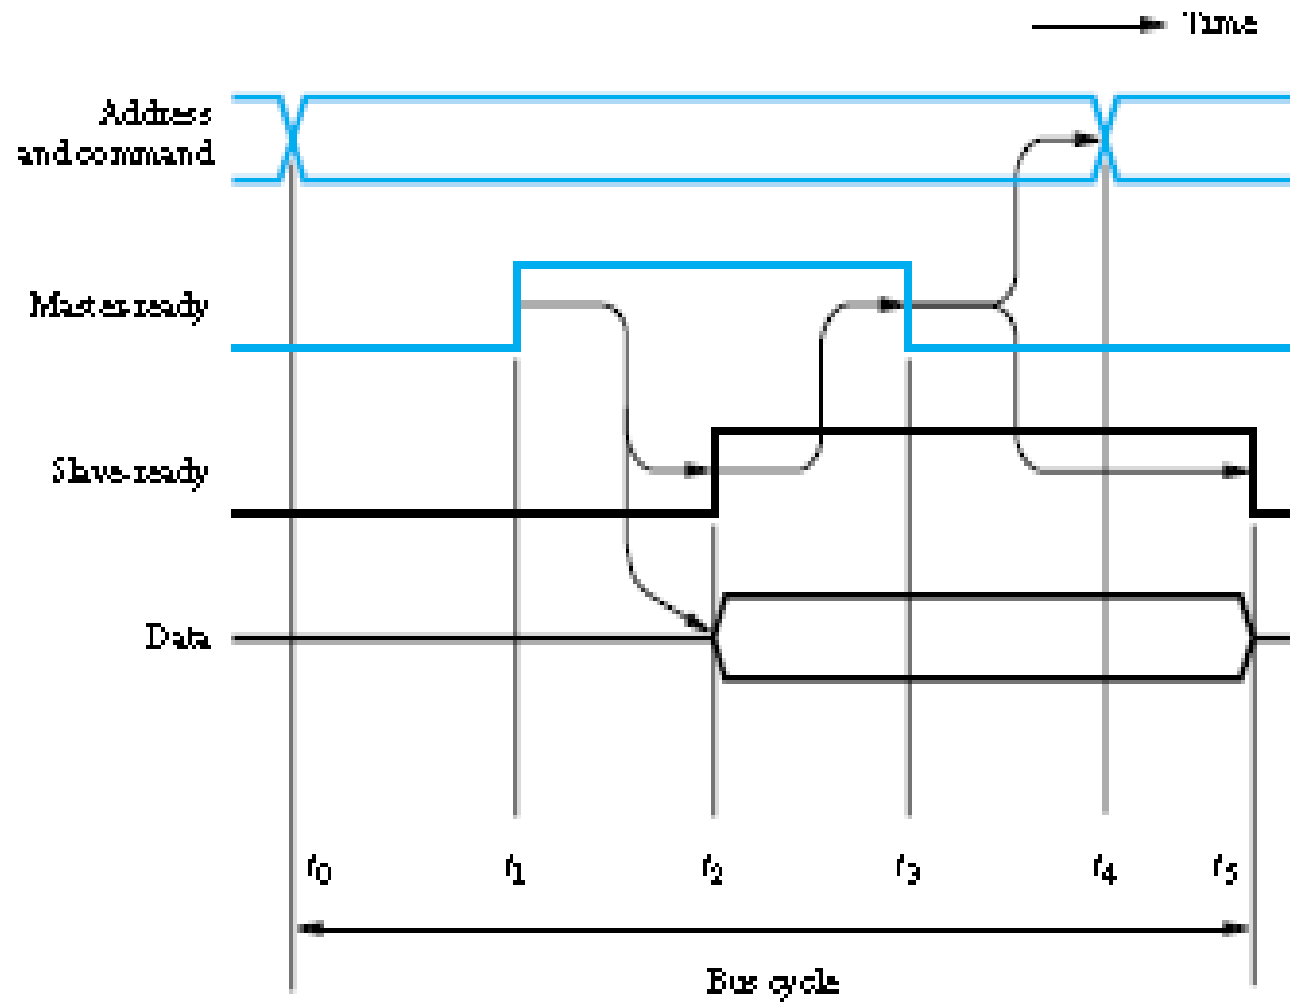 Time
Address
and command
Master-ready
Slave-ready
Data
t0 t1 t2 t3 t4 t5
Bus cycle